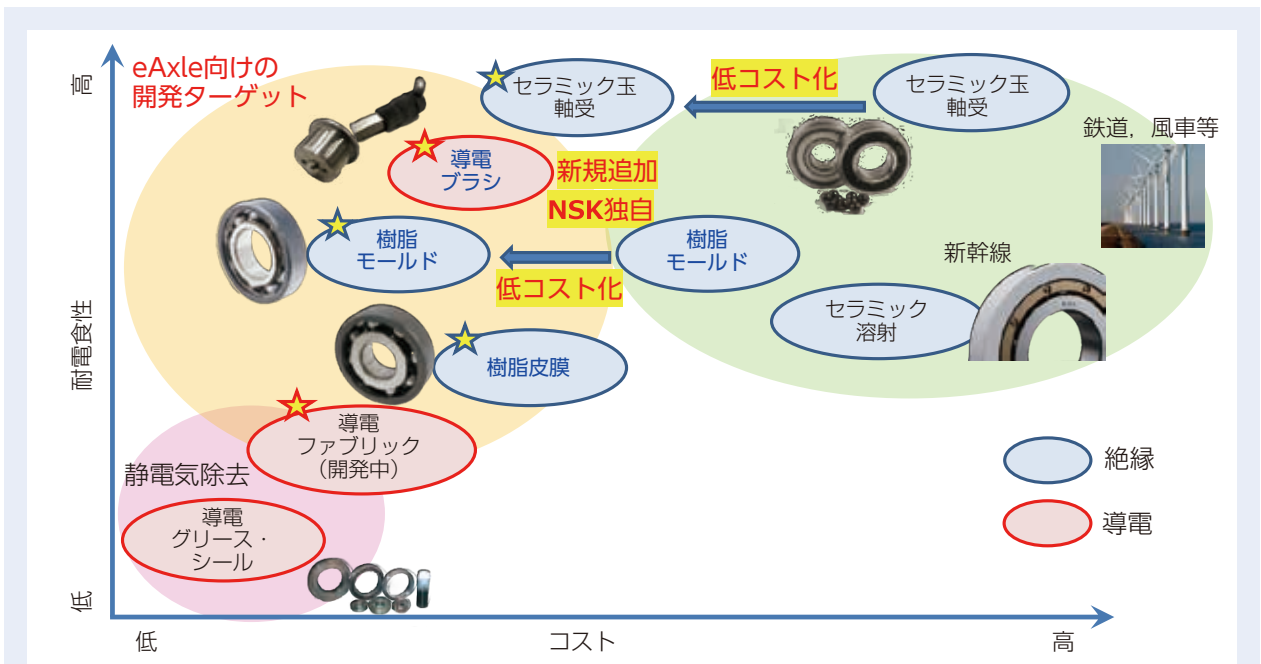 高
eAxle向けの
開発ターゲット
セラミック玉
軸受
低コスト化
セラミック玉
軸受
鉄道，風車等
導電
ブラシ
新規追加
NSK独自
樹脂
モールド
低コスト化
樹脂
モールド
新幹線
セラミック
溶射
耐電食性
樹脂皮膜
導電
ファブリック
（開発中）
静電気除去
導電
グリース・
シール
絶縁
導電
低
低
コスト
高